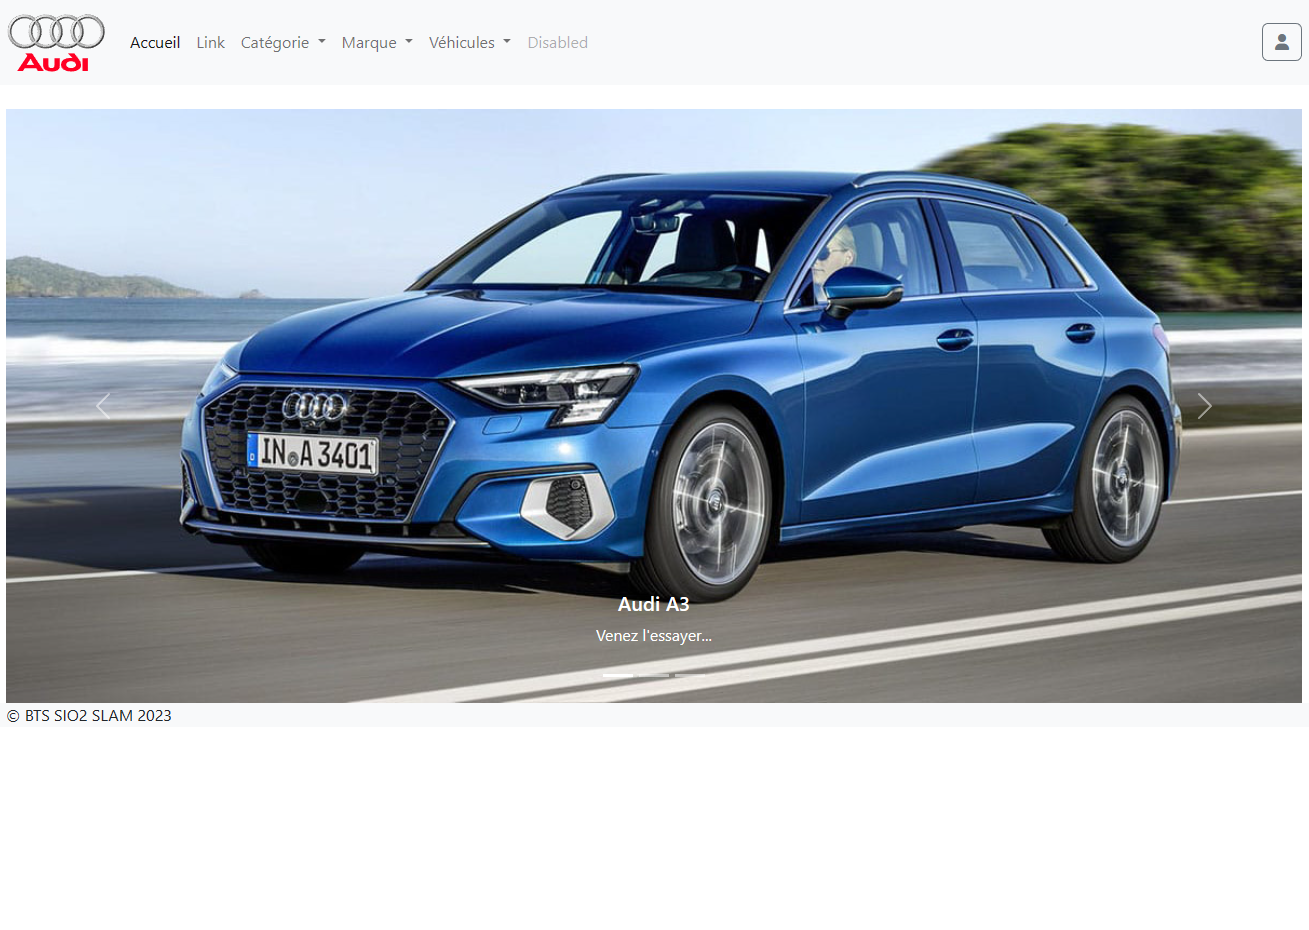 Audi
Accueil Link Catégorie Marque Véhicules Disabled
IN A 3401
D
Audi A3
Venez l'essayer...
© BTS SIO2 SLAM 2023